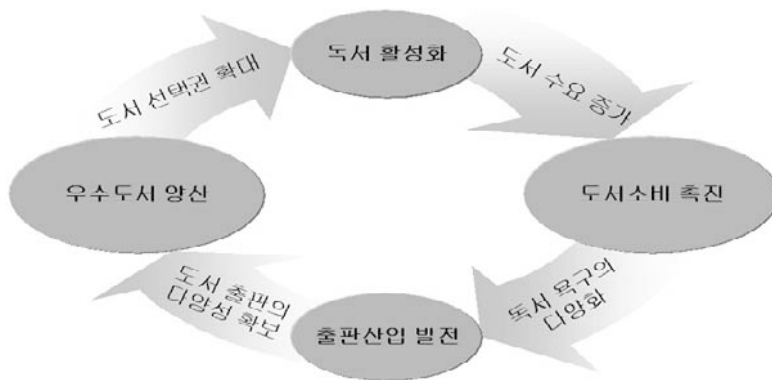 독서 활성화
도서 수요 증가
도서소비 촉진
독서 욕구의
다양화
출판산업 발전
도서 출판의
다양성 확보
우수도서 양산
도서 선택권 확대